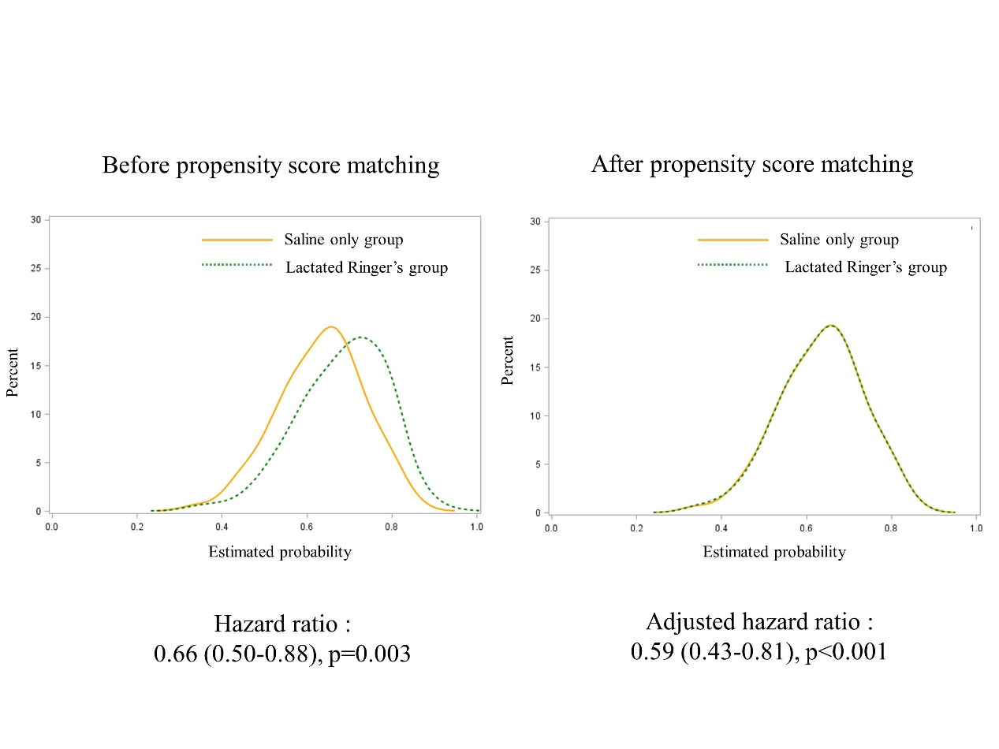 Before propensity score matching
After propensity score matching
30
25
20
15
10
5
0
Percent
Saline only group
Lactated Ringer’s group
0.0 0.2 0.4 0.6 0.8 1.0
Estimated probability
30
25
20
15
10
5
0
Percent
Saline only group
Lactated Ringer’s group
0.0 0.2 0.4 0.6 0.8 1.0
Estimated probability
Hazard ratio :
0.66 (0.50-0.88), p=0.003
Adjusted hazard ratio :
0.59 (0.43-0.81), p<0.001